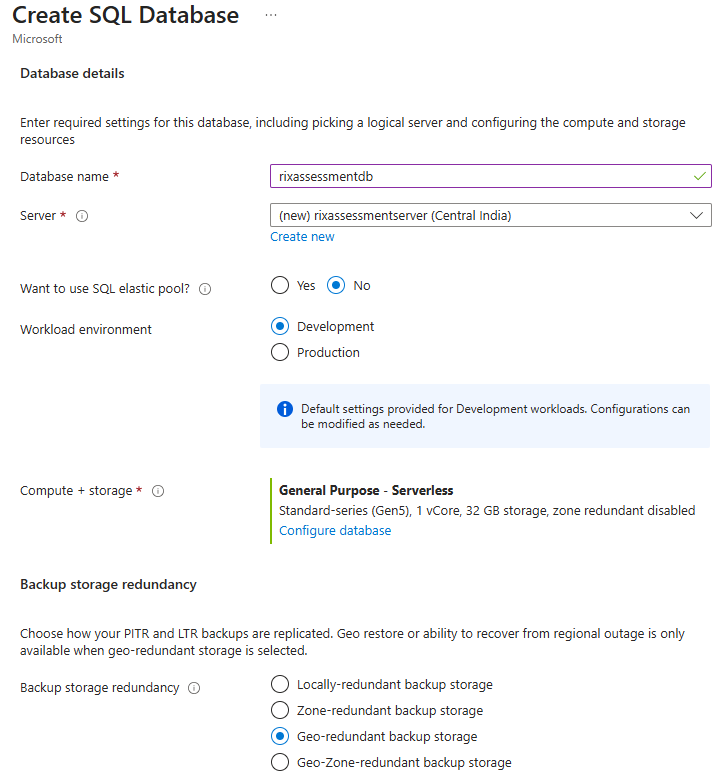 Create SQL Database ...
Microsoft
Database details
Enter required settings for this database, including picking a logical server and configuring the compute and storage
resources
Database name *
rixassessmentdb
Server *
(new) rixassessmentserver (Central India)
Create new
Want to use SQL elastic pool?
Yes No
Workload environment
Development
Production
Default settings provided for Development workloads. Configurations can
be modified as needed.
Compute + storage *
General Purpose - Serverless
Standard-series (Gen5), 1 vCore, 32 GB storage, zone redundant disabled
Configure database
Backup storage redundancy
Choose how your PITR and LTR backups are replicated. Geo restore or ability to recover from regional outage is only
available when geo-redundant storage is selected.
Backup storage redundancy
Locally-redundant backup storage
Zone-redundant backup storage
Geo-redundant backup storage
Geo-Zone-redundant backup storage